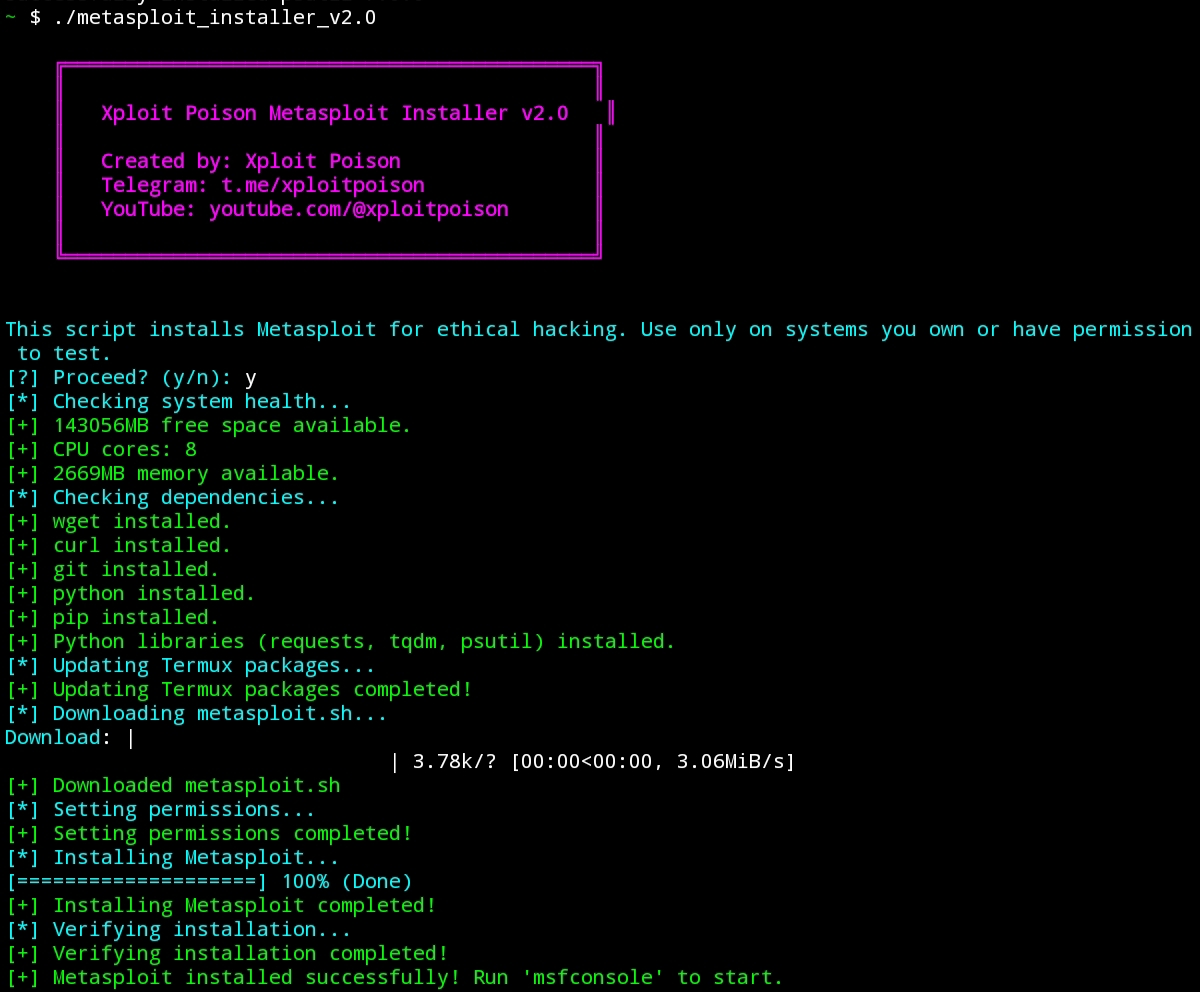 ~ $ ./metasploit_installer_v2.0
Xploit Poison Metasploit Installer v2.0
Created by: Xploit Poison
Telegram: t.me/xploitpoison
YouTube: youtube.com/@xploitpoison
This script installs Metasploit for ethical hacking. Use only on systems you own or have permission
to test.
[?] Proceed? (y/n): y
[*] Checking system health...
[+] 143056MB free space available.
[+] CPU cores: 8
[+] 2669MB memory available.
[*] Checking dependencies...
[+] wget installed.
[+] curl installed.
[+] git installed.
[+] python installed.
[+] pip installed.
[+] Python libraries (requests, tqdm, psutil) installed.
[*] Updating Termux packages...
[+] Updating Termux packages completed!
[*] Downloading metasploit.sh...
Download: |
| 3.78k/? [00:00<00:00, 3.06MiB/s]
[+] Downloaded metasploit.sh
[*] Setting permissions...
[+] Setting permissions completed!
[*] Installing Metasploit...
[====================] 100% (Done)
[+] Installing Metasploit completed!
[*] Verifying installation...
[+] Verifying installation completed!
[+] Metasploit installed successfully! Run 'msfconsole' to start.